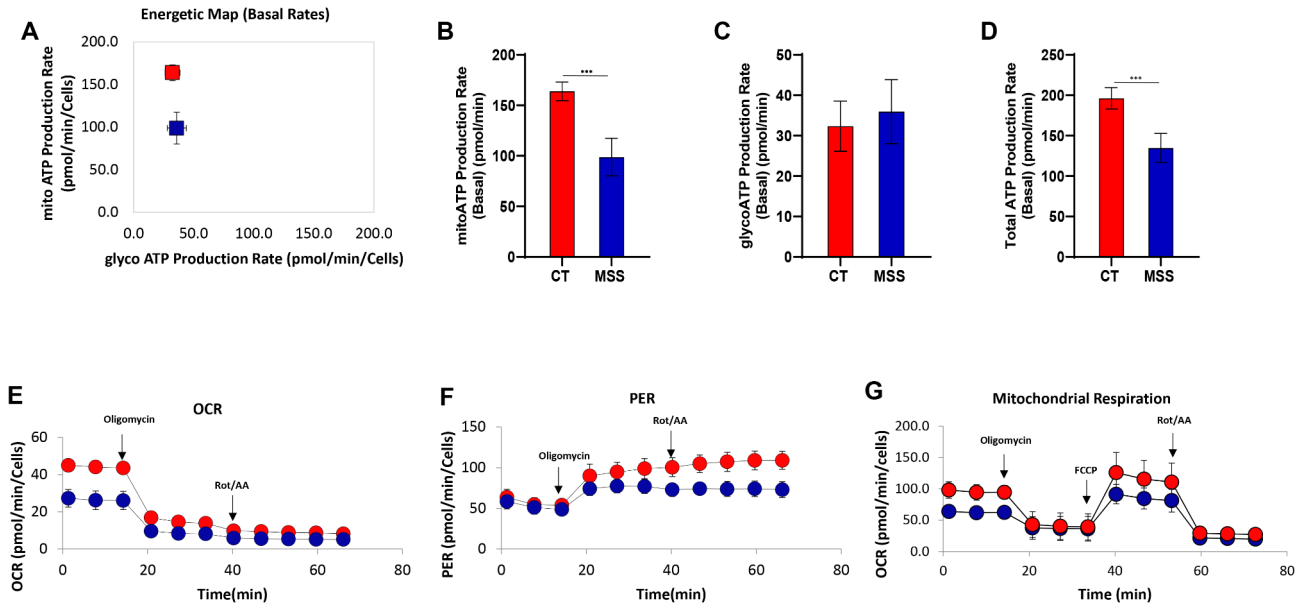 A
Energetic Map (Basal Rates)
mito ATP Production Rate
(pmol/min/Cells)
200.0
150.0
100.0
50.0
0.0
0.0 50.0 100.0 150.0 200.0
glyco ATP Production Rate (pmol/min/Cells)
B
mitoATP Production Rate
(Basal) (pmol/min)
200
150
100
50
0
***
CT MSS
C
glycoATP Production Rate
(Basal) (pmol/min)
50
40
30
20
10
0
CT MSS
D
Total ATP Production Rate
(Basal) (pmol/min)
250
200
150
100
50
0
***
CT MSS
E
OCR
OCR (pmol/min/Cells)
60
40
20
0
Oligomycin
Rot/AA
0 20 40 60 80
Time(min)
F
PER
PER (pmol/min/Cells)
150
100
50
0
Oligomycin
Rot/AA
0 20 40 60 80
Time(min)
G
Mitochondrial Respiration
OCR (pmol/min/cells)
200.0
150.0
100.0
50.0
0.0
Oligomycin
FCCP
Rot/AA
0 20 40 60 80
Time (min)